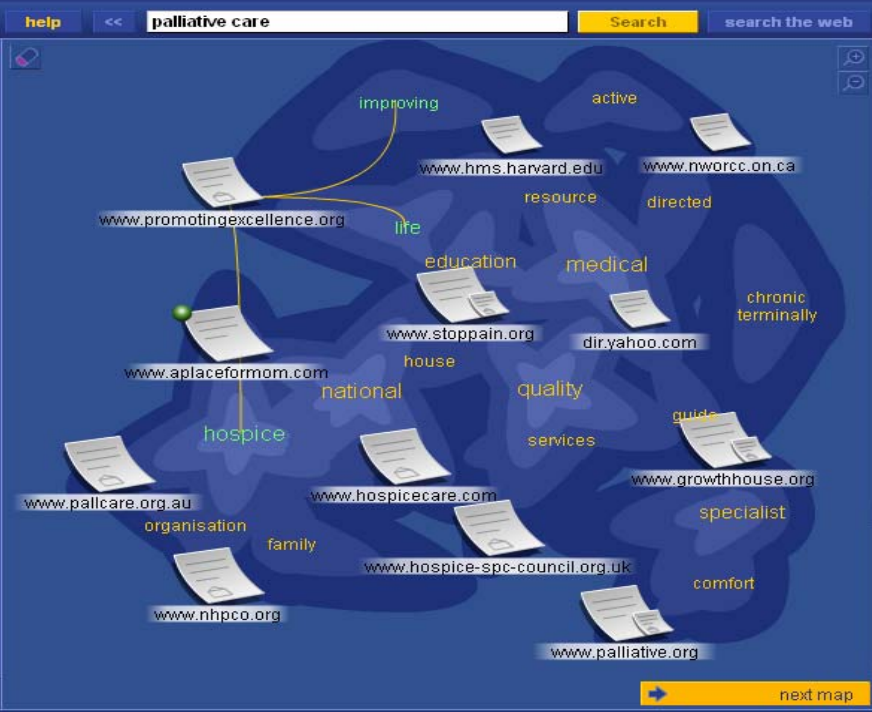 help
<<
palliative care
Search
search the web
improving
active
www.hms.harvard.edu
www.nworcc.on.ca
resource
directed
www.promotingexcellence.org
life
education
medical
chronic
terminally
www.stoppain.org
dir.yahoo.com
house
www.aplaceformom.com
national
quality
guide
hospice
services
www.growthhouse.org
www.pallcare.org.au
www.hospicecare.com
specialist
organisation
family
www.hospice-spc-council.org.uk
comfort
www.nhpco.org
www.palliative.org
next map